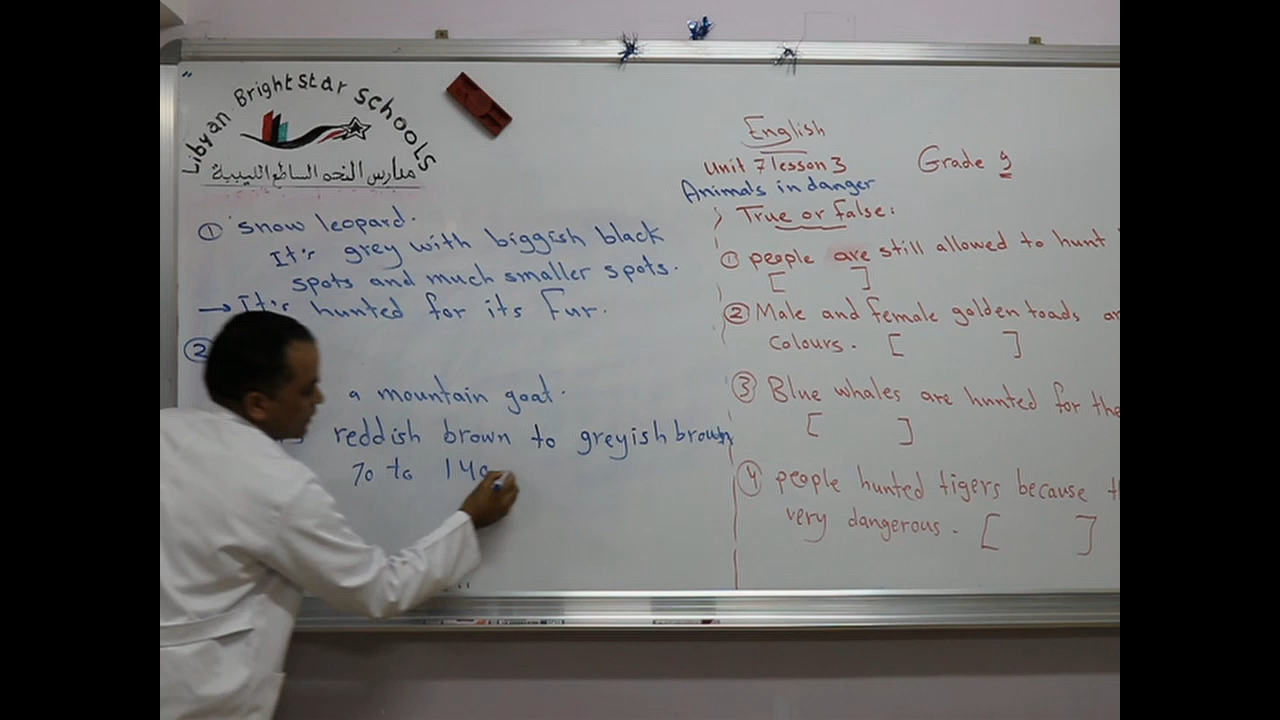 Libyan Bright star Schools
مدارس النجم الساطع الليبية
① snow leopard.
It's grey with biggish black
spots and much smaller spots.
→ It's hunted for its fur.
②
a mountain goat.
reddish brown to greyish brown
70 to 140
English
Unit 7 lesson 3
Grade 9
Animals in danger
True or false:
① people are still allowed to hunt
[ ]
② Male and female golden toads
colours. [ ]
③ Blue whales are hunted for
[ ]
④ people hunted tigers because
very dangerous. [ ]